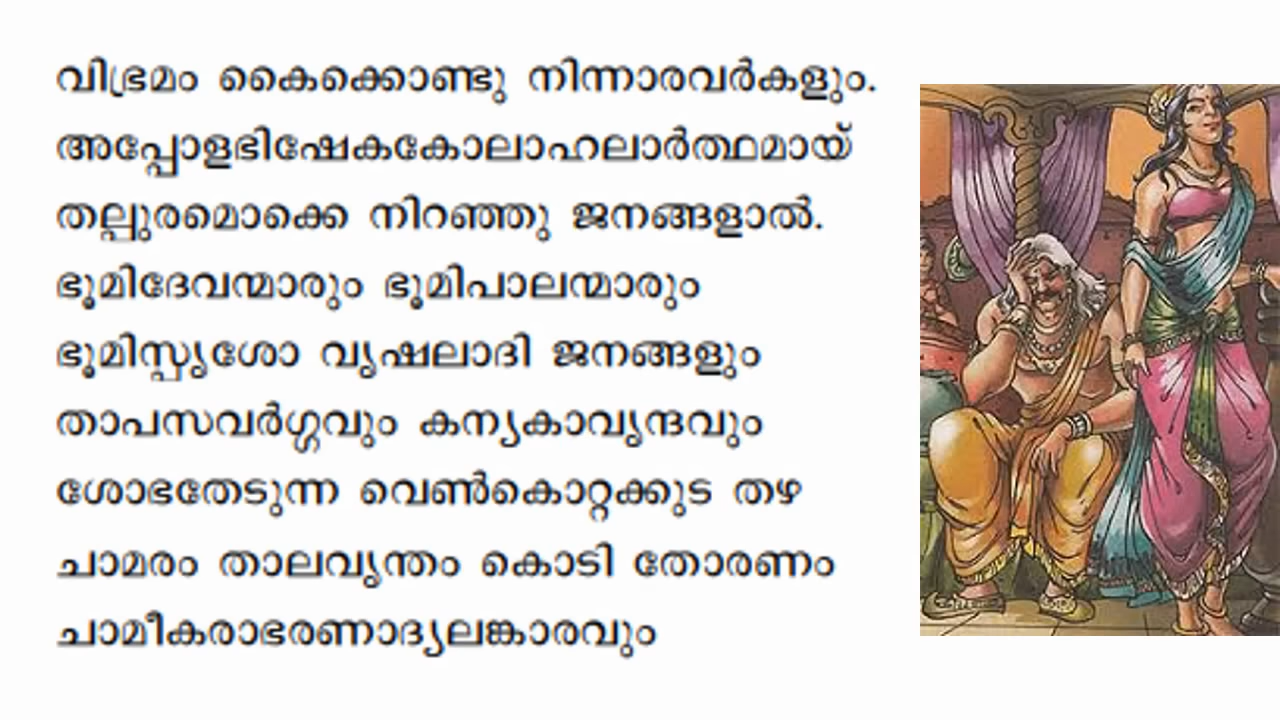 വിഭ്രമം കൈക്കൊണ്ടു നിന്നാരവർകളും.
അപ്പോളഭിഷേകകോലാഹലാർത്ഥമായ്
തല്പുരമൊക്കെ നിറഞ്ഞു ജനങ്ങളാൽ.
ഭൂമിദേവന്മാരും ഭൂമിപാലന്മാരും
ഭൂമിസ്പൃശോ വൃഷലാദി ജനങ്ങളും
താപസവർഗ്ഗവും കന്യകാവൃന്ദവും
ശോഭതേടുന്ന വെൺകൊറ്റക്കുട തഴ
ചാമരം താലവൃന്തം കൊടി തോരണം
ചാമീകരാഭരണാദ്യലങ്കാരവും